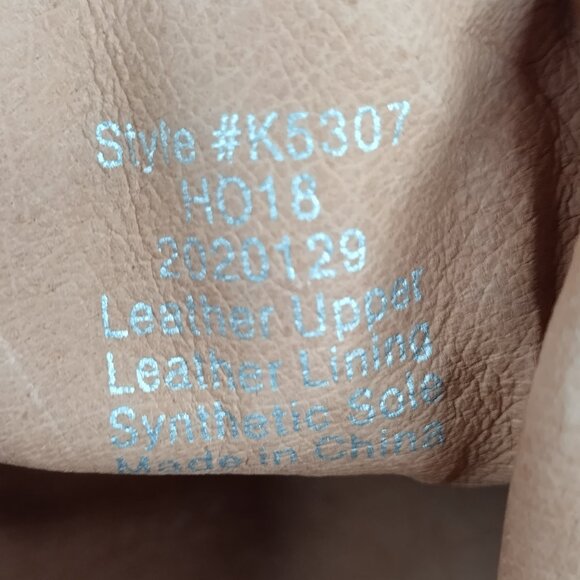 Style #K5307
HO18
2020129
Leather Upper
Leather Lining
Synthetic Sole
Made in China